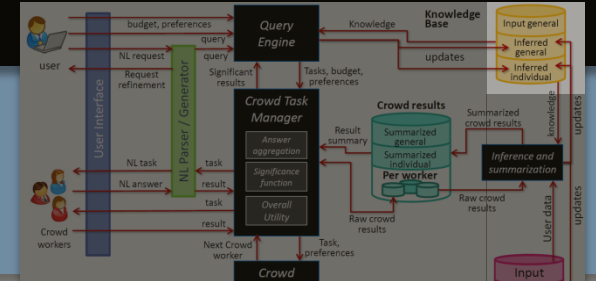 budget, preferences
user
NL request
Request
refinement
query
query
User Interface
NL Parser / Generator
Query
Engine
Knowledge
Knowledge
Base
updates
Input general
Inferred
general
Inferred
individual
Significant
results
Tasks, budget,
preferences
Crowd Task
Manager
Answer
aggregation
Significance
function
Overall
Utility
Result
summary
Crowd results
Summarized
general
Summarized
individual
Per worker
Summarized
crowd results
knowledge
updates
Inference and
summarization
Raw crowd
results
Raw crowd
results
User data
updates
NL task
NL answer
task
result
task
result
Crowd
workers
Next Crowd
worker
Task,
preferences
Crowd
Input